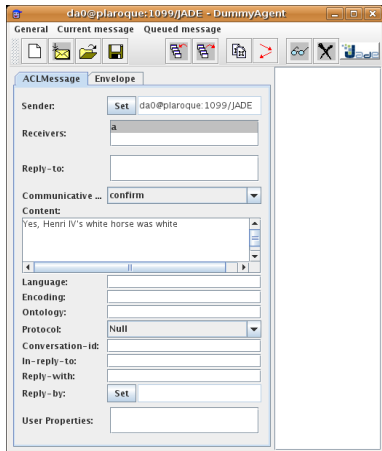 da0@plaroque:1099/JADE - DummyAgent
General Current message Queued message
Jade
ACLMessage Envelope
Sender: Set da0@plaroque:1099/JADE
Receivers: a
Reply-to:
Communicative ... confirm
Content:
Yes, Henri IV's white horse was white
Language:
Encoding:
Ontology:
Protocol: Null
Conversation-id:
In-reply-to:
Reply-with:
Reply-by: Set
User Properties: